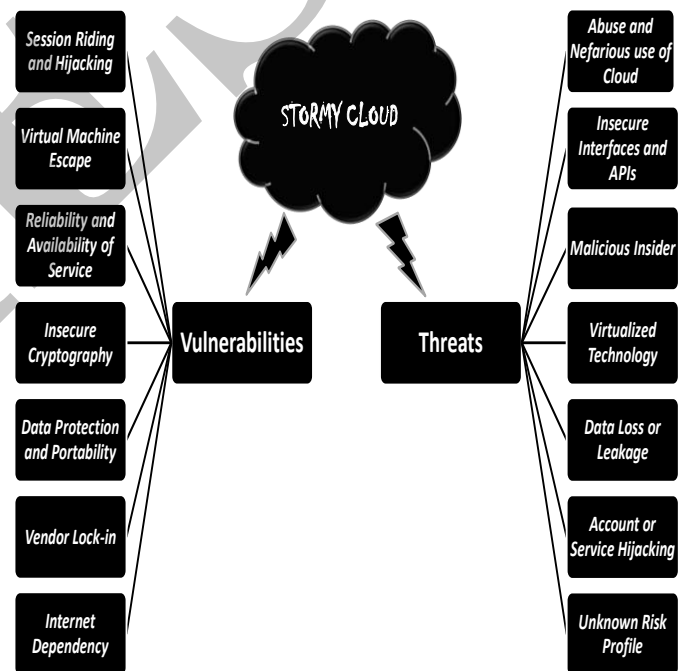 Session Riding
and Hijacking
Virtual Machine
Escape
Reliability and
Availability of
Service
Insecure
Cryptography
Data Protection
and Portability
Vendor Lock-in
Internet
Dependency
STORMY CLOUD
Vulnerabilities
Threats
Abuse and
Nefarious use of
Cloud
Insecure
Interfaces and
APIs
Malicious Insider
Virtualized
Technology
Data Loss or
Leakage
Account or
Service Hijacking
Unknown Risk
Profile